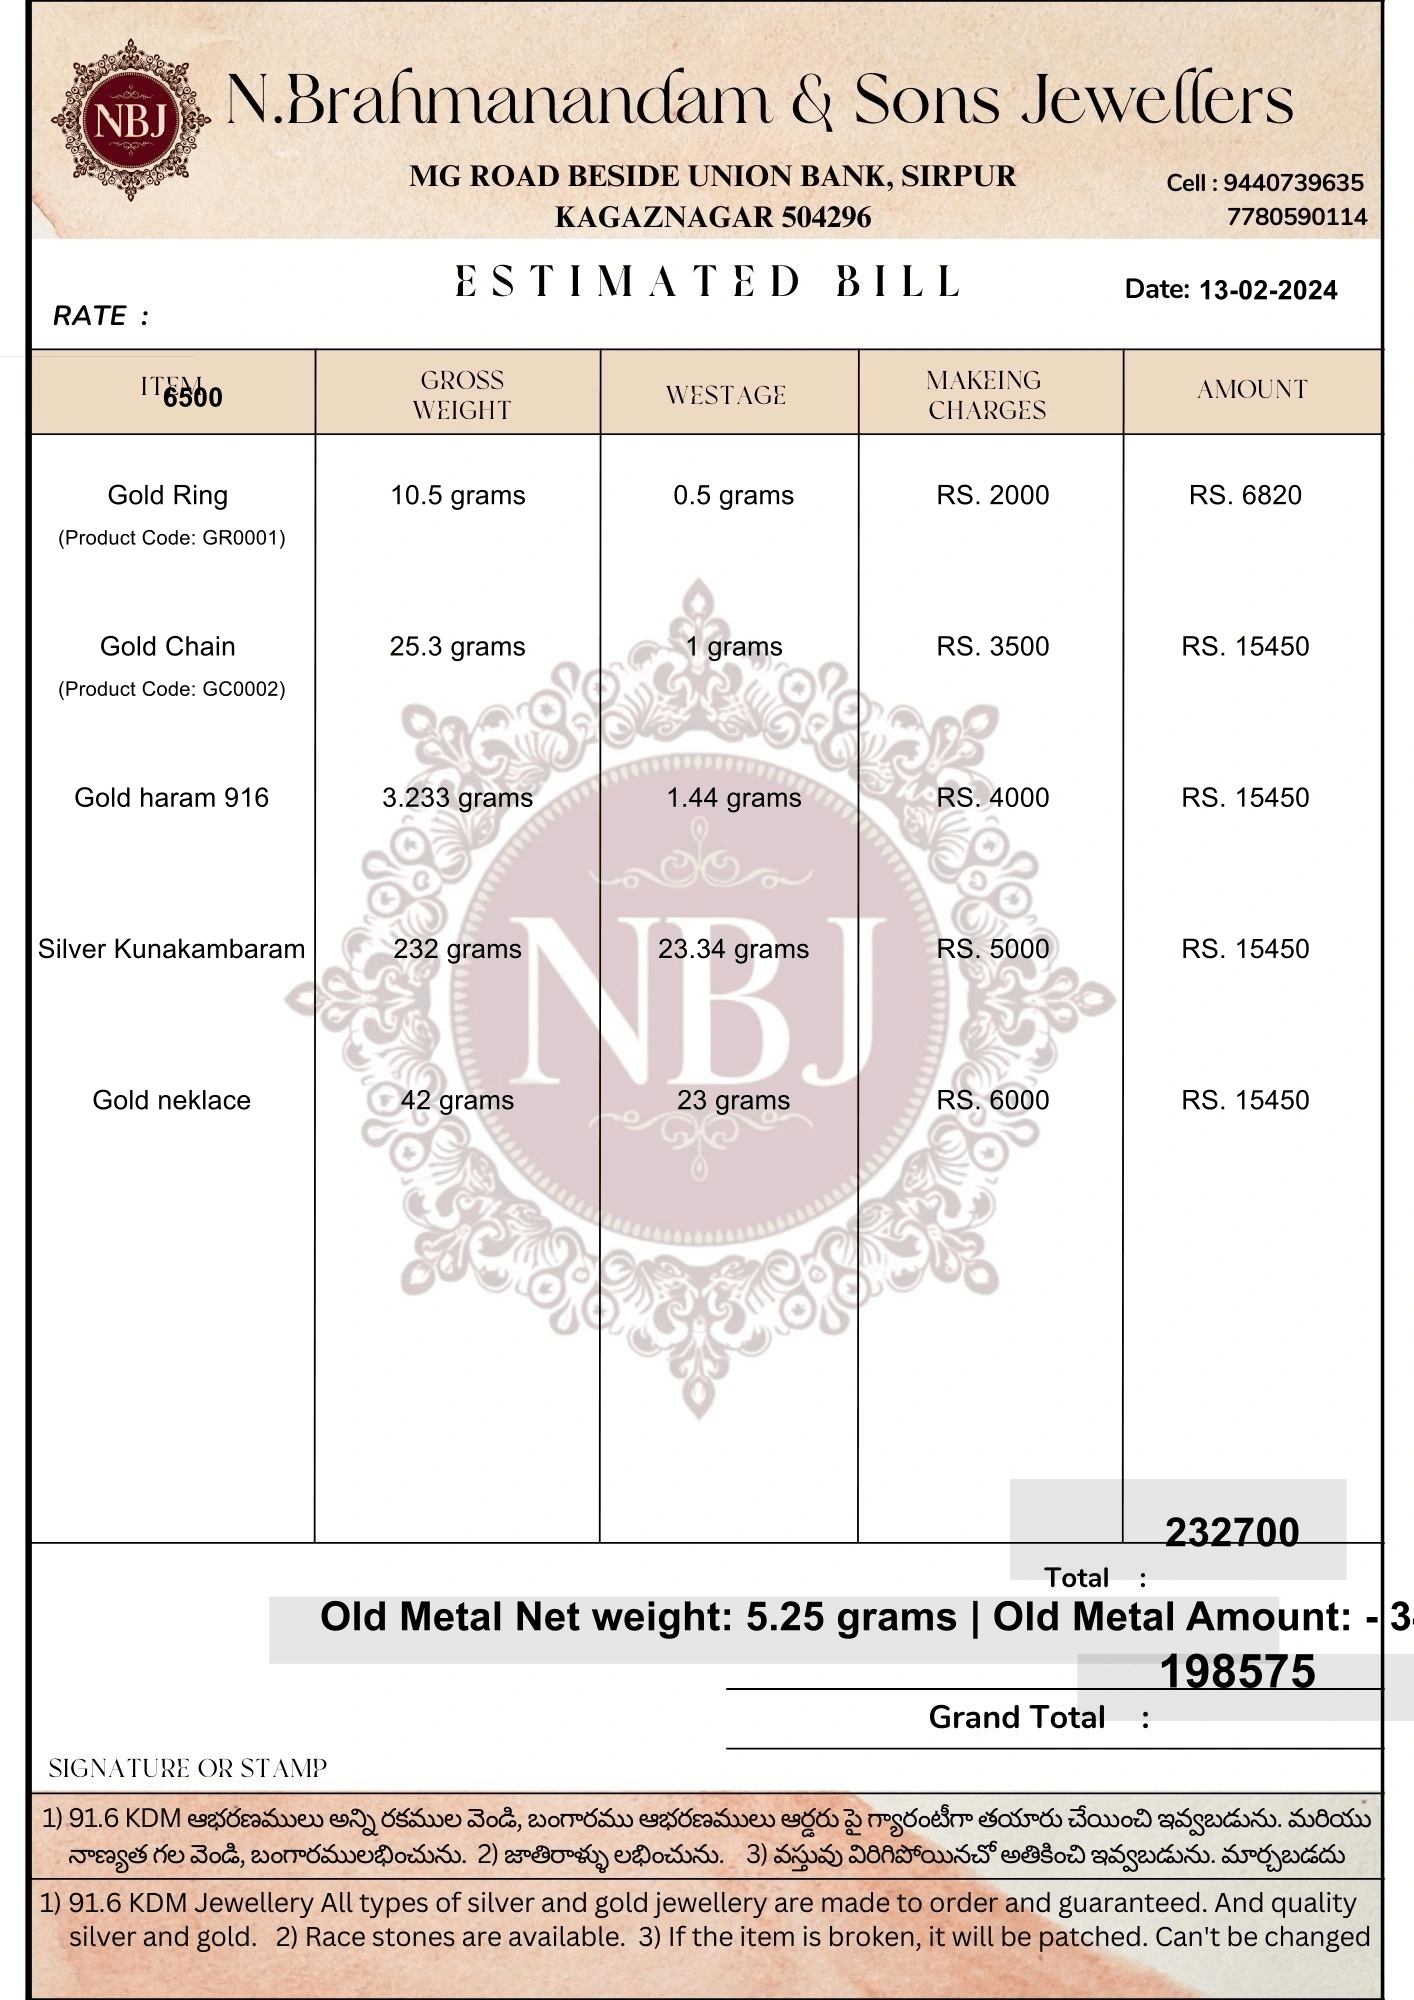 NBJ
N.Brahmanandam & Sons Jewellers
MG ROAD BESIDE UNION BANK, SIRPUR
KAGAZNAGAR 504296
Cell : 9440739635
7780590114
ESTIMATED BILL
Date: 13-02-2024
RATE :
ITEM GROSS WEIGHT WESTAGE MAKEING CHARGES AMOUNT
6500
Gold Ring 10.5 grams 0.5 grams RS. 2000 RS. 6820
(Product Code: GR0001)
Gold Chain 25.3 grams 1 grams RS. 3500 RS. 15450
(Product Code: GC0002)
Gold haram 916 3.233 grams 1.44 grams RS. 4000 RS. 15450
Silver Kunakambaram 232 grams 23.34 grams RS. 5000 RS. 15450
NBJ
Gold neklace 42 grams 23 grams RS. 6000 RS. 15450
232700
Total :
Old Metal Net weight: 5.25 grams | Old Metal Amount: - 3
198575
Grand Total :
SIGNATURE OR STAMP
1) 91.6 KDM ఆభరణములు అన్ని రకముల వెండి, బంగారము ఆభరణములు ఆర్డరు పై గ్యారంటీగా తయారు చేయించి ఇవ్వబడును. మరియు
నాణ్యత గల వెండి, బంగారములభించును. 2) జాతిరాళ్ళు లభించును. 3) వస్తువు విరిగిపోయినచో అతికించి ఇవ్వబడును. మార్చబడదు
1) 91.6 KDM Jewellery All types of silver and gold jewellery are made to order and guaranteed. And quality
silver and gold. 2) Race stones are available. 3) If the item is broken, it will be patched. Can't be changed